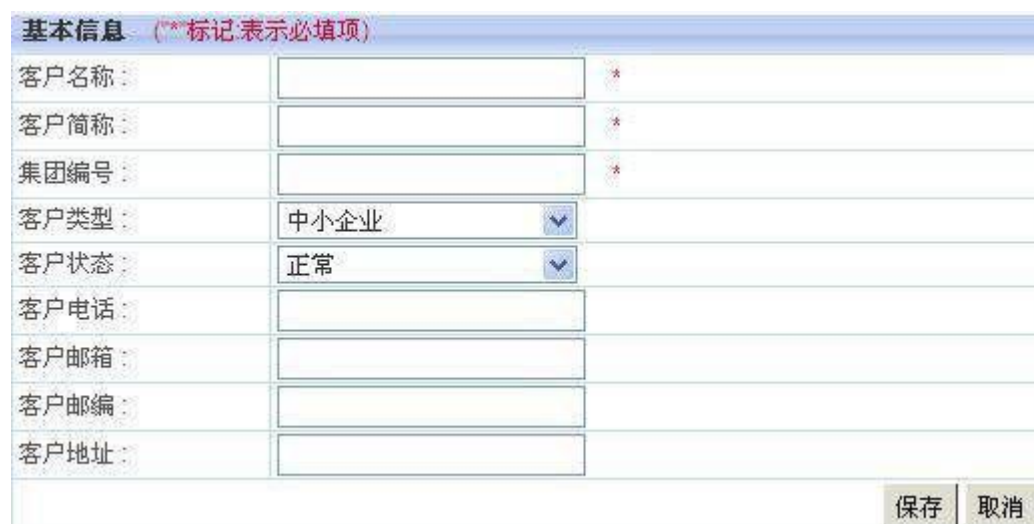 基本信息 ("*"标记表示必填项)
客户名称： *
客户简称： *
集团编号： *
客户类型： 中小企业
客户状态： 正常
客户电话：
客户邮箱：
客户邮编：
客户地址：
保存 取消